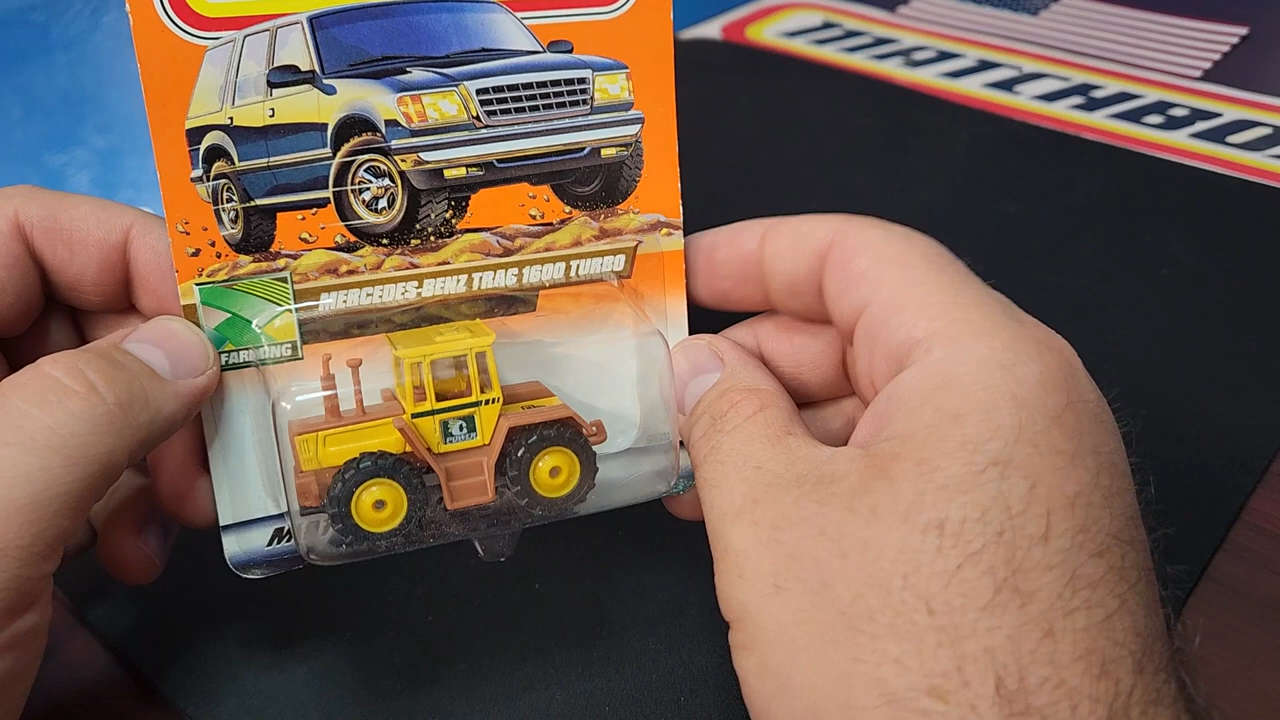 MATCHBO
MERCEDES-BENZ TRAC 1600 TURBO
FARMING
POWER
M